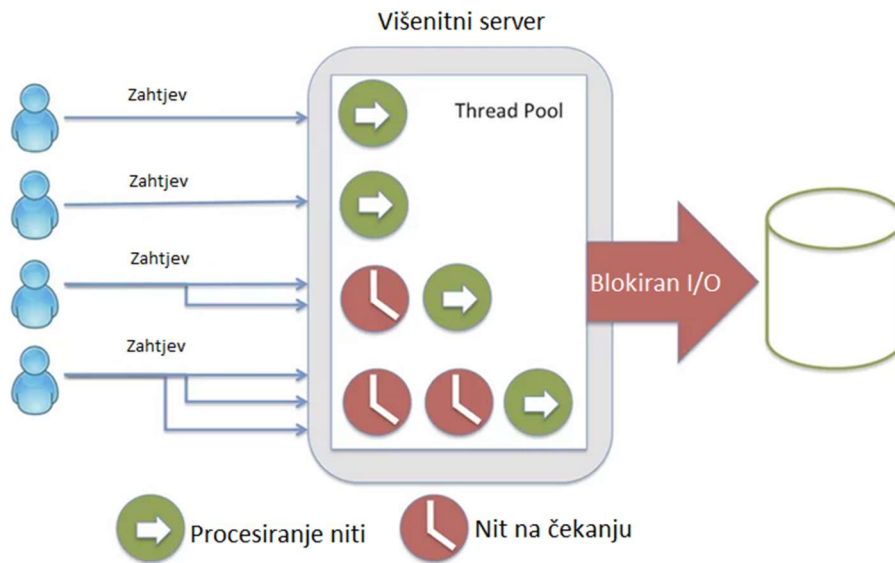 Višenitni server
Zahtjev
Thread Pool
Zahtjev
Zahtjev
Blokiran I/O
Zahtjev
Procesiranje niti
Nit na čekanju